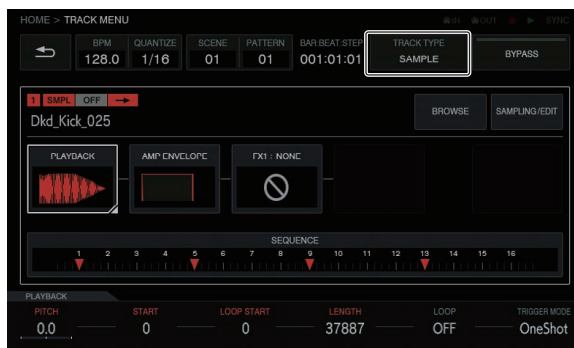 HOME > TRACK MENU
IN OUT SYNC
BPM QUANTIZE SCENE PATTERN BAR:BEAT:STEP TRACK TYPE
128.0 1/16 01 01 001:01:01 SAMPLE BYPASS
1 SMPL OFF
Dkd_Kick_025
BROWSE SAMPLING/EDIT
PLAYBACK AMP ENVELOPE FX1 : NONE
SEQUENCE
1 2 3 4 5 6 7 8 9 10 11 12 13 14 15 16
PLAYBACK
PITCH START LOOP START LENGTH LOOP TRIGGER MODE
0.0 0 0 37887 OFF OneShot